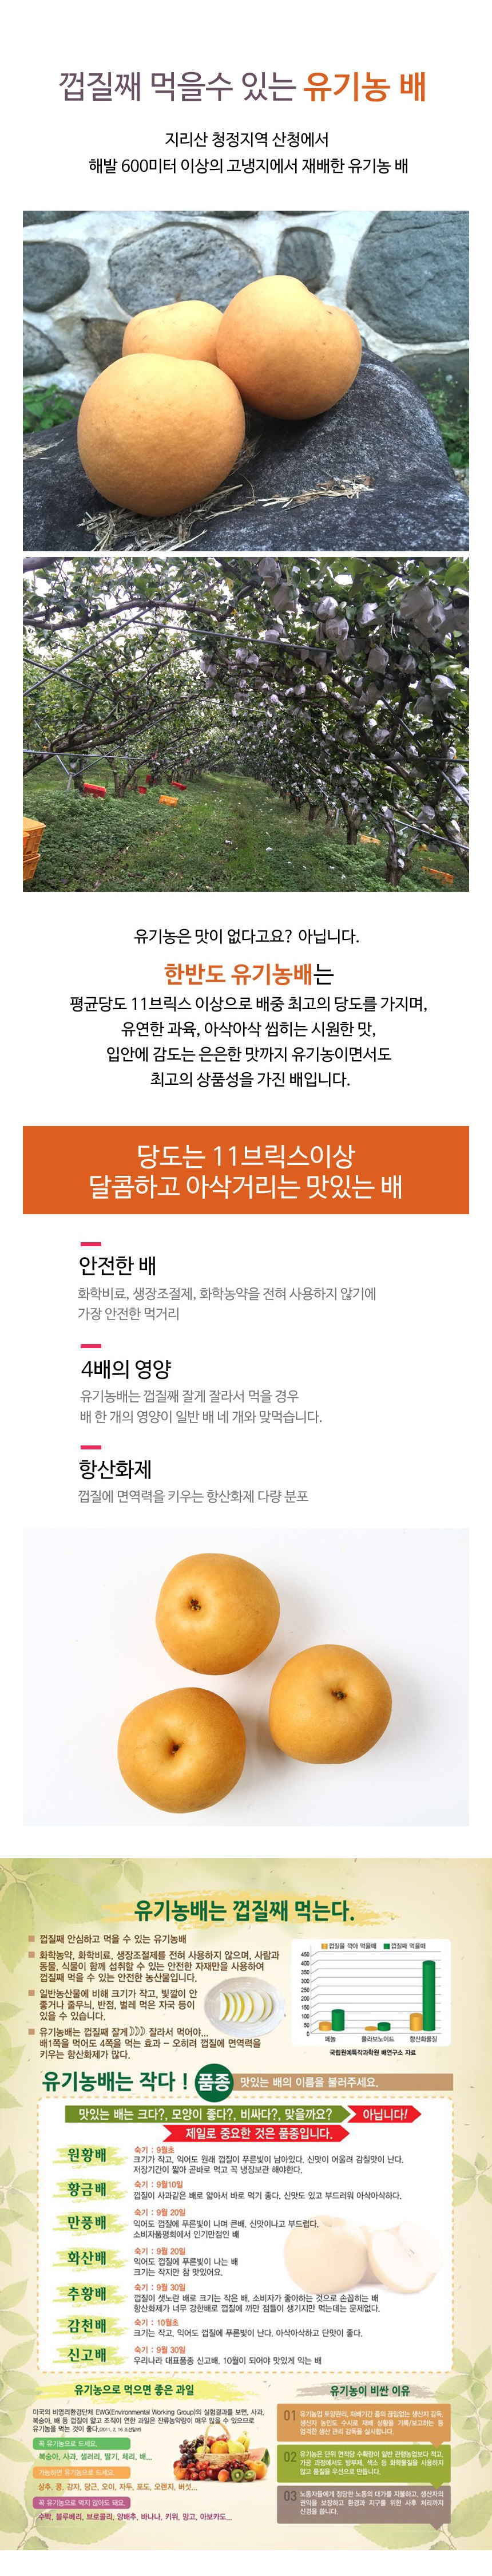 껍질째 먹을수 있는 유기농 배
지리산 청정지역 산청에서
해발 600미터 이상의 고냉지에서 재배한 유기농 배
유기농은 맛이 없다고요? 아닙니다.
한반도 유기농배는
평균당도 11브릭스 이상으로 배중 최고의 당도를 가지며,
유연한 과육, 아삭아삭 씹히는 시원한 맛,
입안에 감도는 은은한 맛까지 유기농이면서도
최고의 상품성을 가진 배입니다.
당도는 11브릭스이상
달콤하고 아삭거리는 맛있는 배
안전한 배
화학비료, 생장조절제, 화학농약을 전혀 사용하지 않기에
가장 안전한 먹거리
4배의 영양
유기농배는 껍질째 잘게 잘라서 먹을 경우
배 한 개의 영양이 일반 배 네 개와 맞먹습니다.
항산화제
껍질에 면역력을 키우는 항산화제 다량 분포
유기농배는 껍질째 먹는다.
껍질째 안심하고 먹을 수 있는 유기농배
화학농약, 화학비료, 생장조절제를 전혀 사용하지 않으며, 사람과
동물, 식물이 함께 섭취할 수 있는 안전한 자재만을 사용하여
껍질째 먹을 수 있는 안전한 농산물입니다.
일반농산물에 비해 크기가 작고, 빛깔이 안
좋거나 줄무늬, 반점, 벌레 먹은 자국 등이
있을 수 있습니다.
유기농배는 껍질째 잘게 잘라서 먹어야...
배1쪽을 먹어도 4쪽을 먹는 효과 - 오히려 껍질에 면역력을
키우는 항산화제가 많다.
껍질을 깍아 먹을때 껍질째 먹을때
450
400
350
300
250
200
150
100
50
0
페놀 플라보노이드 항산화물질
국립원예특작과학원 배연구소 자료
유기농배는 작다! 품종 맛있는 배의 이름을 불러주세요.
맛있는 배는 크다?, 모양이 좋다?, 비싸다?, 맞을까요? 아닙니다!
제일로 중요한 것은 품종입니다.
원황배
숙기 : 9월초
크기가 작고, 익어도 원래 껍질이 푸른빛이 남아있다. 신맛이 어울려 감칠맛이 난다.
저장기간이 짧아 곧바로 먹고 꼭 냉장보관 해야한다.
황금배
숙기 : 9월10일
껍질이 사과같은 배로 얇아서 바로 먹기 좋다. 신맛도 있고 부드러워 아삭아삭하다.
만풍배
숙기 : 9월 20일
익어도 껍질에 푸른빛이 나며 큰배. 신맛이나고 부드럽다.
소비자품평회에서 인기만점인 배
화산배
숙기 : 9월 20일
익어도 껍질에 푸른빛이 나는 배
크기는 작지만 참 맛있어요.
추황배
숙기 : 9월 30일
껍질이 샛노란 배로 크기는 작은 배. 소비자가 좋아하는 것으로 손꼽히는 배
항산화제가 너무 강한배로 껍질에 까만 점들이 생기지만 먹는데는 문제없다.
감천배
숙기 : 10월초
크기는 작고, 익어도 껍질에 푸른빛이 난다. 아삭아삭하고 단맛이 좋다.
신고배
숙기 : 9월 30일
우리나라 대표품종 신고배. 10월이 되어야 맛있게 익는 배
유기농으로 먹으면 좋은 과일
미국의 비영리환경단체 EWG(Environmental Working Group)의 실험결과를 보면, 사과,
복숭아, 배 등 껍질이 얇고 조직이 연한 과일은 잔류농약량이 매우 많을 수 있으므로
유기농을 먹는 것이 좋다.
꼭 유기농으로 드세요.
복숭아, 사과, 샐러리, 딸기, 체리, 배...
가능하면 유기농으로 드세요
상추, 콩, 감자, 당근, 오이, 자두, 포도, 오렌지, 버섯...
꼭 유기농으로 먹지 않아도 돼요.
수박, 블루베리, 브로콜리, 양배추, 바나나, 키위, 망고, 아보카도...
유기농이 비싼 이유
01 유기농업 토양관리, 재배기간 중의 끊임없는 생산지 감독,
생산자 농민도, 수시로 재배 상황을 기록/보고하는 등
엄격한 생산 관리 감독을 실시합니다.
02 유기농은 단위 면적당 수확량이 일반 관행농업보다 적고,
가공 과정에서도 방부제, 색소 등 화학물질을 사용하지
않고 품질을 우선으로 만듭니다.
03 노동자들에게 정당한 노동의 대가를 지불하고, 생산자의
권익을 보장하고 환경과 지구를 위한 사후 처리까지
신경을 씁니다.